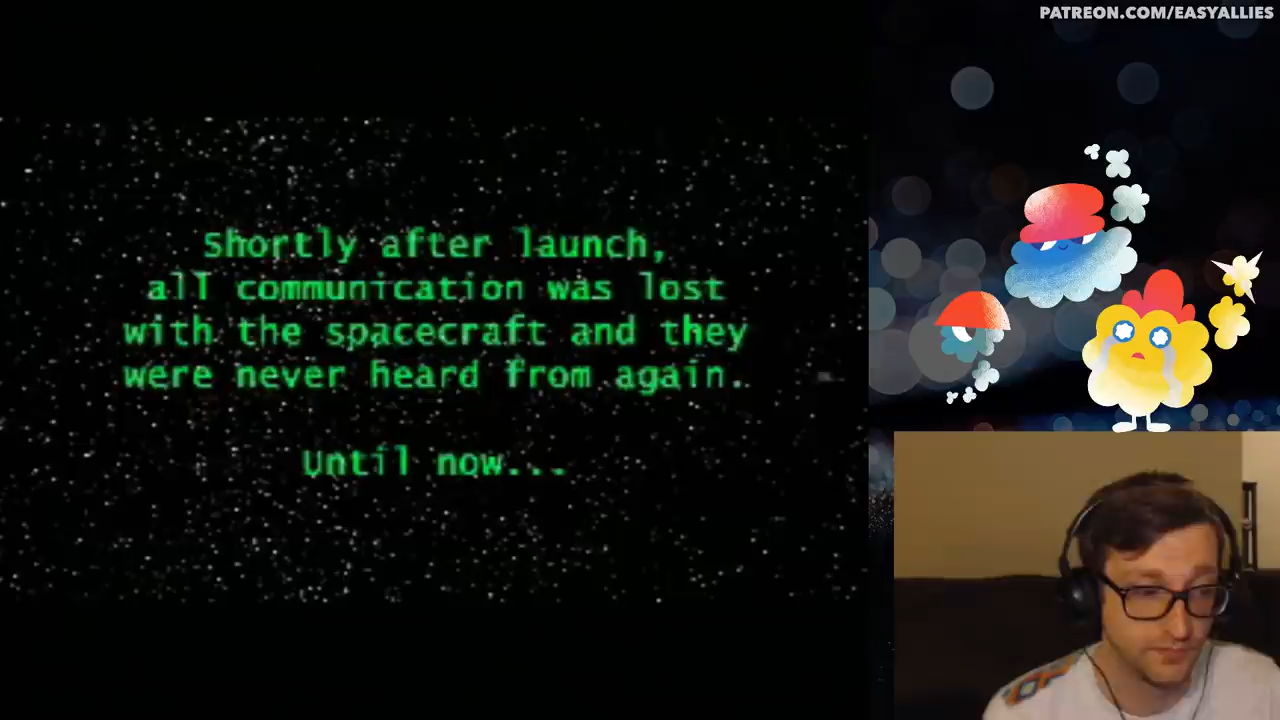 PATREON.COM/EASYALLIES
Shortly after launch,
all communication was lost
with the spacecraft and they
were never heard from again.
Until now...